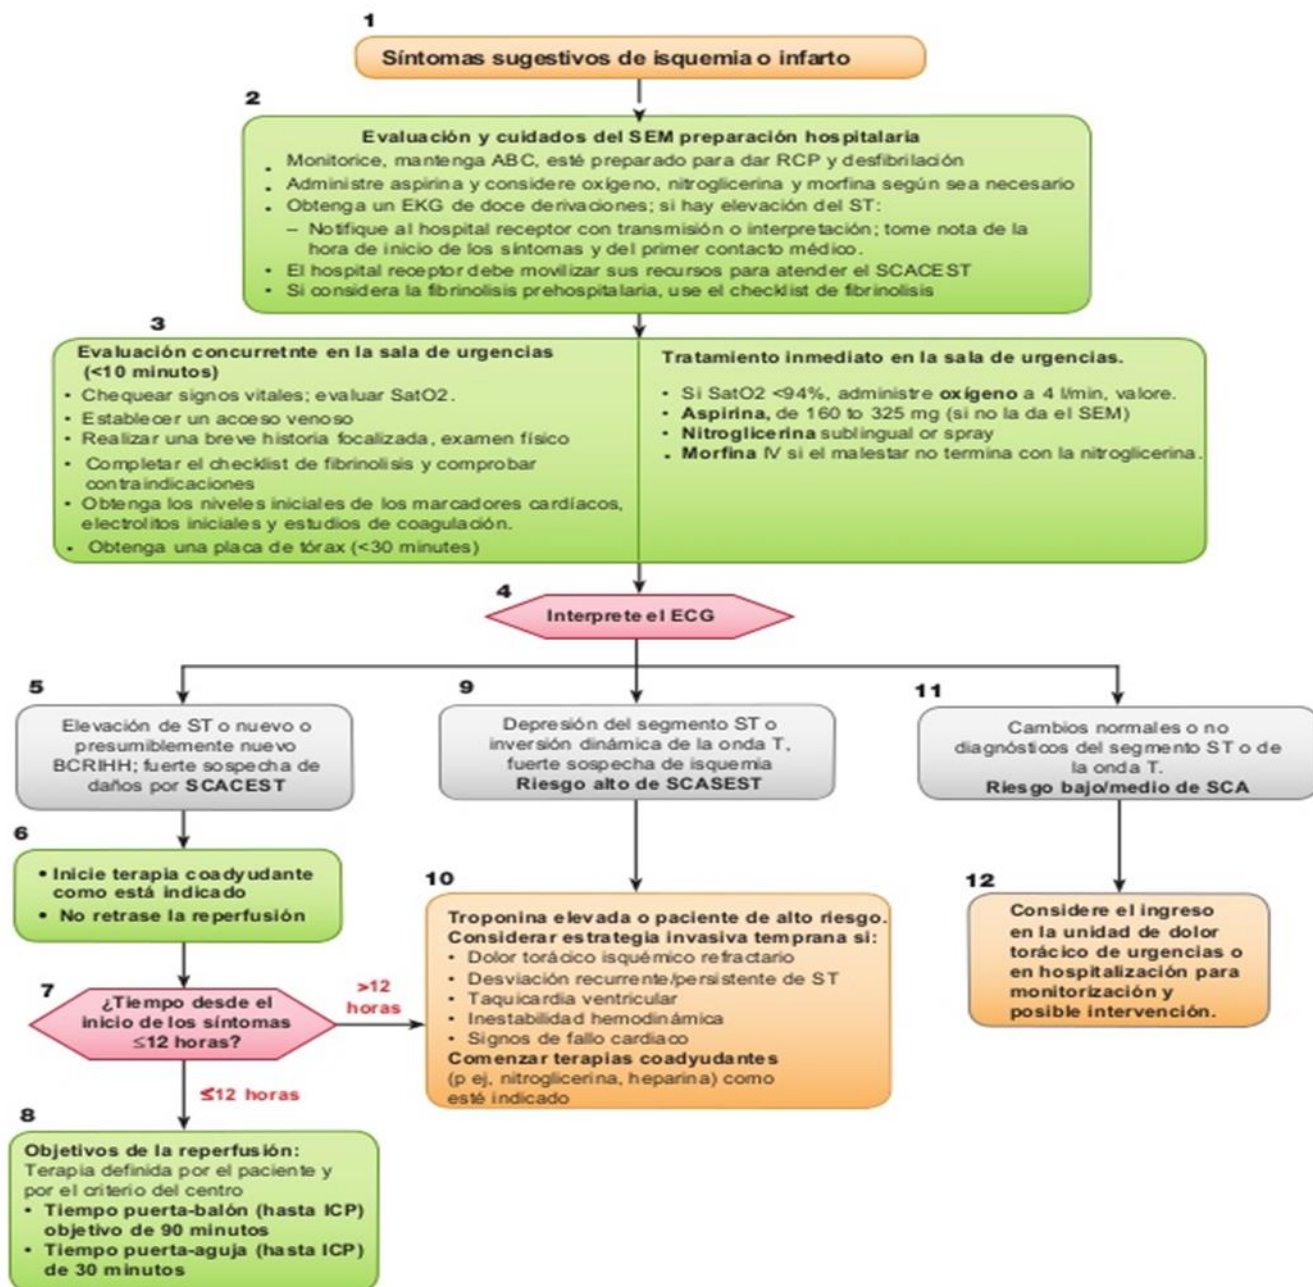 1
Síntomas sugestivos de isquemia o infarto
2
Evaluación y cuidados del SEM preparación hospitalaria
• Monitorice, mantenga ABC, esté preparado para dar RCP y desfibrilación
• Administre aspirina y considere oxígeno, nitroglicerina y morfina según sea necesario
• Obtenga un EKG de doce derivaciones; si hay elevación del ST:
– Notifique al hospital receptor con transmisión o interpretación; tome nota de la
hora de inicio de los síntomas y del primer contacto médico.
• El hospital receptor debe movilizar sus recursos para atender el SCACEST
• Si considera la fibrinolisis prehospitalaria, use el checklist de fibrinolisis
3
Evaluación concurretnte en la sala de urgencias
(<10 minutos)
• Chequear signos vitales; evaluar SatO2.
• Establecer un acceso venoso
• Realizar una breve historia focalizada, examen físico
• Completar el checklist de fibrinolisis y comprobar
contraindicaciones
• Obtenga los niveles iniciales de los marcadores cardíacos,
electrolitos iniciales y estudios de coagulación.
• Obtenga una placa de tórax (<30 minutes)
Tratamiento inmediato en la sala de urgencias.
• Si SatO2 <94%, administre oxígeno a 4 l/min, valore.
• Aspirina, de 160 to 325 mg (si no la da el SEM)
• Nitroglicerina sublingual or spray
• Morfina IV si el malestar no termina con la nitroglicerina.
4
Interprete el ECG
5
Elevación de ST o nuevo o
presumiblemente nuevo
BCRIHH; fuerte sospecha de
daños por SCACEST
6
• Inicie terapia coadyudante
como está indicado
• No retrase la reperfusión
7
¿Tiempo desde el
inicio de los síntomas
≤12 horas?
>12
horas
≤12 horas
8
Objetivos de la reperfusión:
Terapia definida por el paciente y
por el criterio del centro
• Tiempo puerta-balón (hasta ICP)
objetivo de 90 minutos
• Tiempo puerta-aguja (hasta ICP)
de 30 minutos
9
Depresión del segmento ST o
inversión dinámica de la onda T,
fuerte sospecha de isquemia
Riesgo alto de SCASEST
10
Troponina elevada o paciente de alto riesgo.
Considerar estrategia invasiva temprana si:
• Dolor torácico isquémico refractario
• Desviación recurrente/persistente de ST
• Taquicardia ventricular
• Inestabilidad hemodinámica
• Signos de fallo cardiaco
Comenzar terapias coadyudantes
(p ej, nitroglicerina, heparina) como
esté indicado
11
Cambios normales o no
diagnósticos del segmento ST o de
la onda T.
Riesgo bajo/medio de SCA
12
Considere el ingreso
en la unidad de dolor
torácico de urgencias o
en hospitalización para
monitorización y
posible intervención.